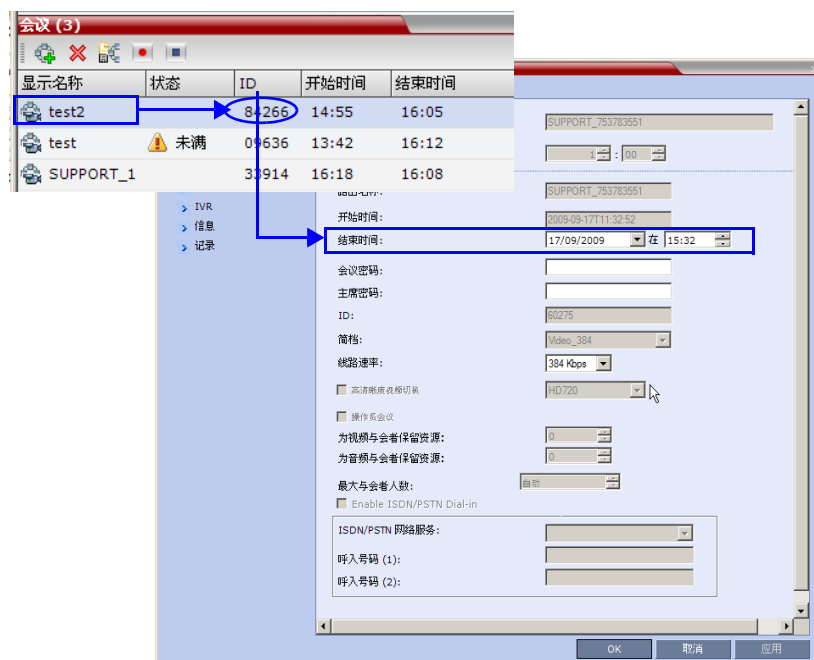 会议 (3)
显示名称 状态 ID 开始时间 结束时间
test2 84266 14:55 16:05
test 未满 09636 13:42 16:12
SUPPORT_1 33914 16:18 16:08
SUPPORT_753783551
1 : 00
SUPPORT_753783551
IVR
信息
记录
开始时间: 2009-09-17T11:32:52
结束时间: 17/09/2009 在 15:32
会议密码:
主席密码:
ID: 60275
简档: Video_384
线路速率: 384 Kbps
高清晰度视频切换 HD720
操作员会议
为视频与会者保留资源: 0
为音频与会者保留资源: 0
最大与会者人数: 自动
Enable ISDN/PSTN Dial-in
ISDN/PSTN 网络服务:
呼入号码 (1):
呼入号码 (2):
OK 取消 应用